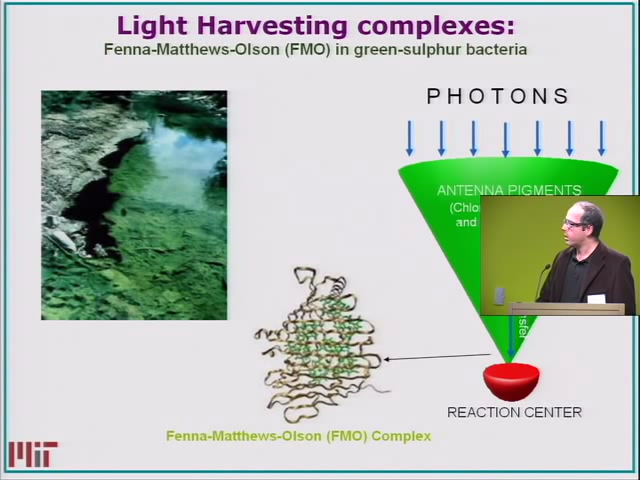 Light Harvesting complexes:
Fenna-Matthews-Olson (FMO) in green-sulphur bacteria
PHOTONS
ANTENNA PIGMENTS
and
REACTION CENTER
Fenna-Matthews-Olson (FMO) Complex
MIT